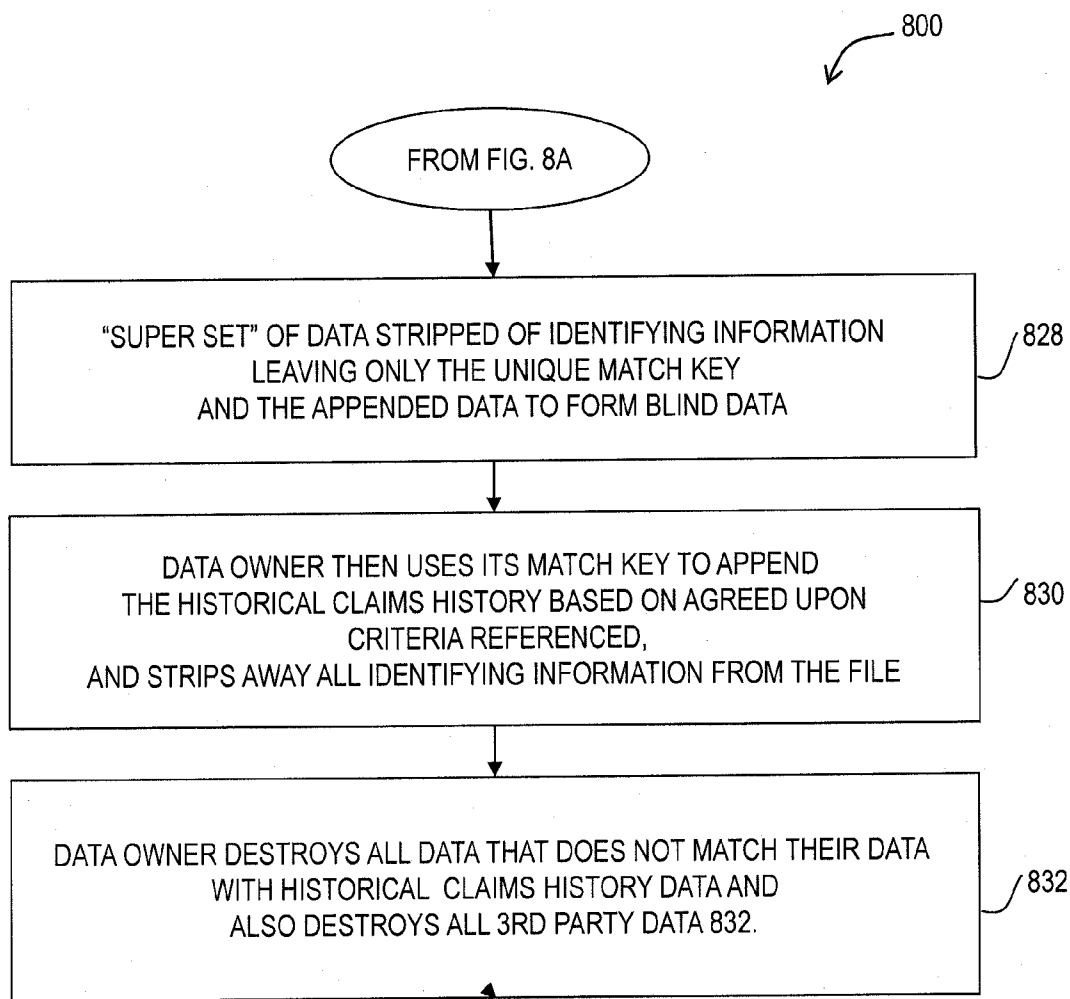 800
FROM FIG. 8A
“SUPER SET” OF DATA STRIPPED OF IDENTIFYING INFORMATION
LEAVING ONLY THE UNIQUE MATCH KEY
AND THE APPENDED DATA TO FORM BLIND DATA
828
DATA OWNER THEN USES ITS MATCH KEY TO APPEND
THE HISTORICAL CLAIMS HISTORY BASED ON AGREED UPON
CRITERIA REFERENCED,
AND STRIPS AWAY ALL IDENTIFYING INFORMATION FROM THE FILE
830
DATA OWNER DESTROYS ALL DATA THAT DOES NOT MATCH THEIR DATA
WITH HISTORICAL CLAIMS HISTORY DATA AND
ALSO DESTROYS ALL 3RD PARTY DATA 832.
832